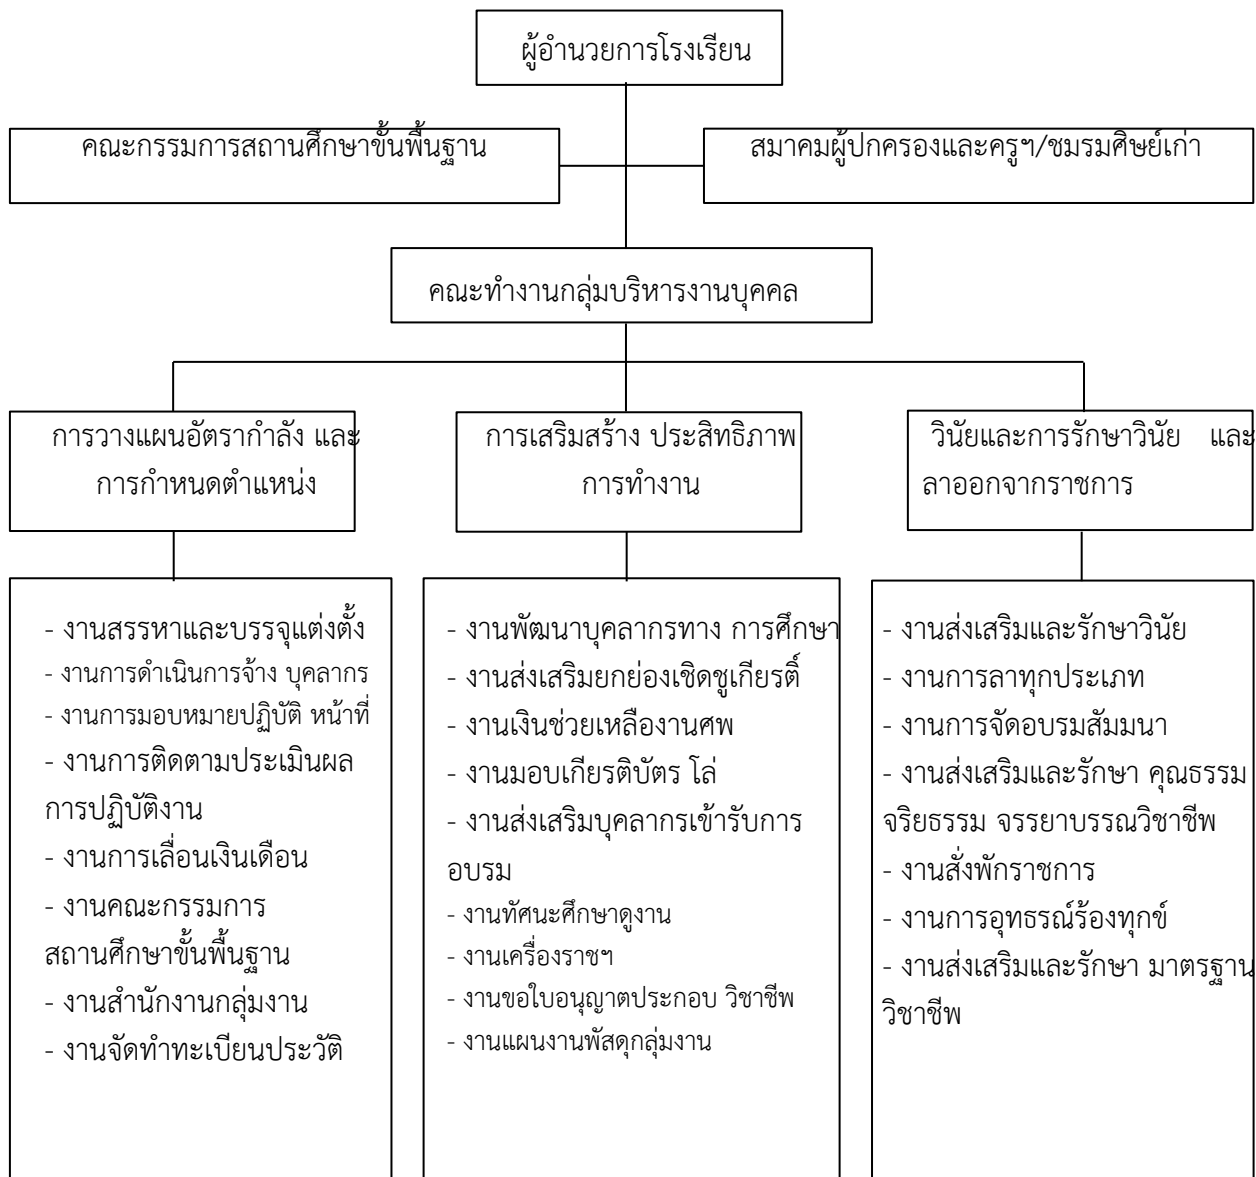 ผู้อำนวยการโรงเรียน
คณะกรรมการสถานศึกษาขั้นพื้นฐาน
สมาคมผู้ปกครองและครูฯ/ชมรมศิษย์เก่า
คณะทำงานกลุ่มบริหารงานบุคคล
การวางแผนอัตรากำลัง และ
การกำหนดตำแหน่ง
การเสริมสร้าง ประสิทธิภาพ
การทำงาน
วินัยและการรักษาวินัย และ
ลาออกจากราชการ
- งานสรรหาและบรรจุแต่งตั้ง
- งานการดำเนินการจ้าง บุคลากร
- งานการมอบหมายปฏิบัติ หน้าที่
- งานการติดตามประเมินผล
การปฏิบัติงาน
- งานการเลื่อนเงินเดือน
- งานคณะกรรมการ
สถานศึกษาขั้นพื้นฐาน
- งานสำนักงานกลุ่มงาน
- งานจัดทำทะเบียนประวัติ
- งานพัฒนาบุคลากรทาง การศึกษา
- งานส่งเสริมยกย่องเชิดชูเกียรติ์
- งานเงินช่วยเหลืองานศพ
- งานมอบเกียรติบัตร โล่
- งานส่งเสริมบุคลากรเข้ารับการ
อบรม
- งานทัศนะศึกษาดูงาน
- งานเครื่องราชฯ
- งานขอใบอนุญาตประกอบ วิชาชีพ
- งานแผนงานพัสดุกลุ่มงาน
- งานส่งเสริมและรักษาวินัย
- งานการลาทุกประเภท
- งานการจัดอบรมสัมมนา
- งานส่งเสริมและรักษา คุณธรรม
จริยธรรม จรรยาบรรณวิชาชีพ
- งานสั่งพักราชการ
- งานการอุทธรณ์ร้องทุกข์
- งานส่งเสริมและรักษา มาตรฐาน
วิชาชีพ